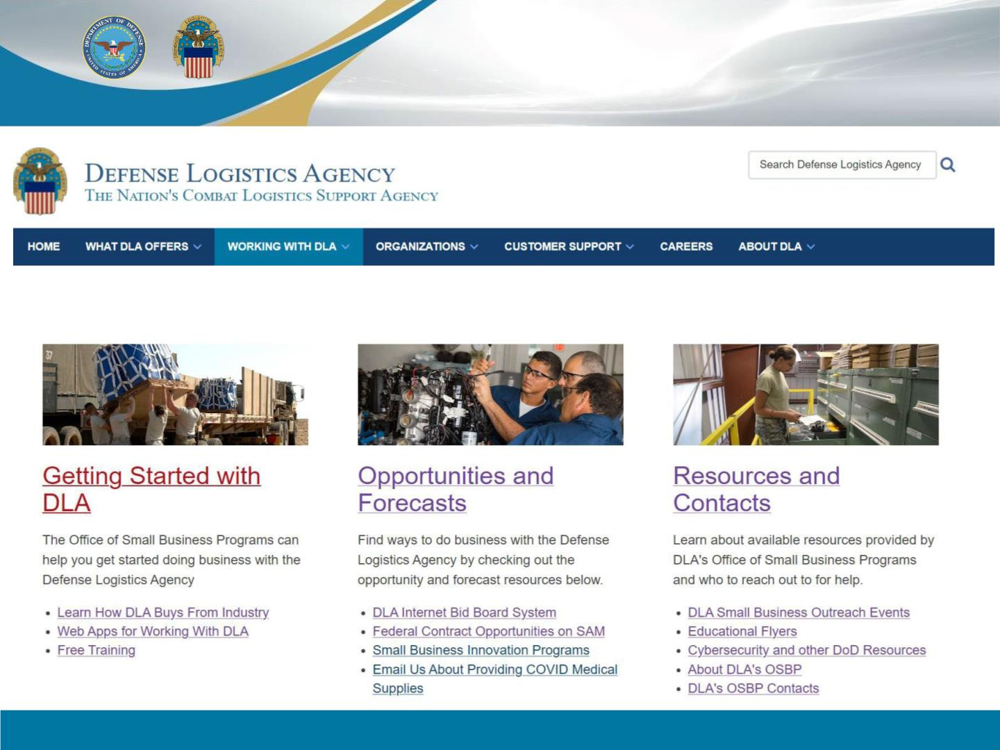 DEPARTMENT OF DEFENSE
UNITED STATES OF AMERICA
DEFENSE LOGISTICS AGENCY
THE NATION'S COMBAT LOGISTICS SUPPORT AGENCY
Search Defense Logistics Agency
HOME WHAT DLA OFFERS WORKING WITH DLA ORGANIZATIONS CUSTOMER SUPPORT CAREERS ABOUT DLA
37
Getting Started with
DLA
The Office of Small Business Programs can
help you get started doing business with the
Defense Logistics Agency
• Learn How DLA Buys From Industry
• Web Apps for Working With DLA
• Free Training
Opportunities and
Forecasts
Find ways to do business with the Defense
Logistics Agency by checking out the
opportunity and forecast resources below.
• DLA Internet Bid Board System
• Federal Contract Opportunities on SAM
• Small Business Innovation Programs
• Email Us About Providing COVID Medical
Supplies
Resources and
Contacts
Learn about available resources provided by
DLA's Office of Small Business Programs
and who to reach out to for help.
• DLA Small Business Outreach Events
• Educational Flyers
• Cybersecurity and other DoD Resources
• About DLA's OSBP
• DLA's OSBP Contacts